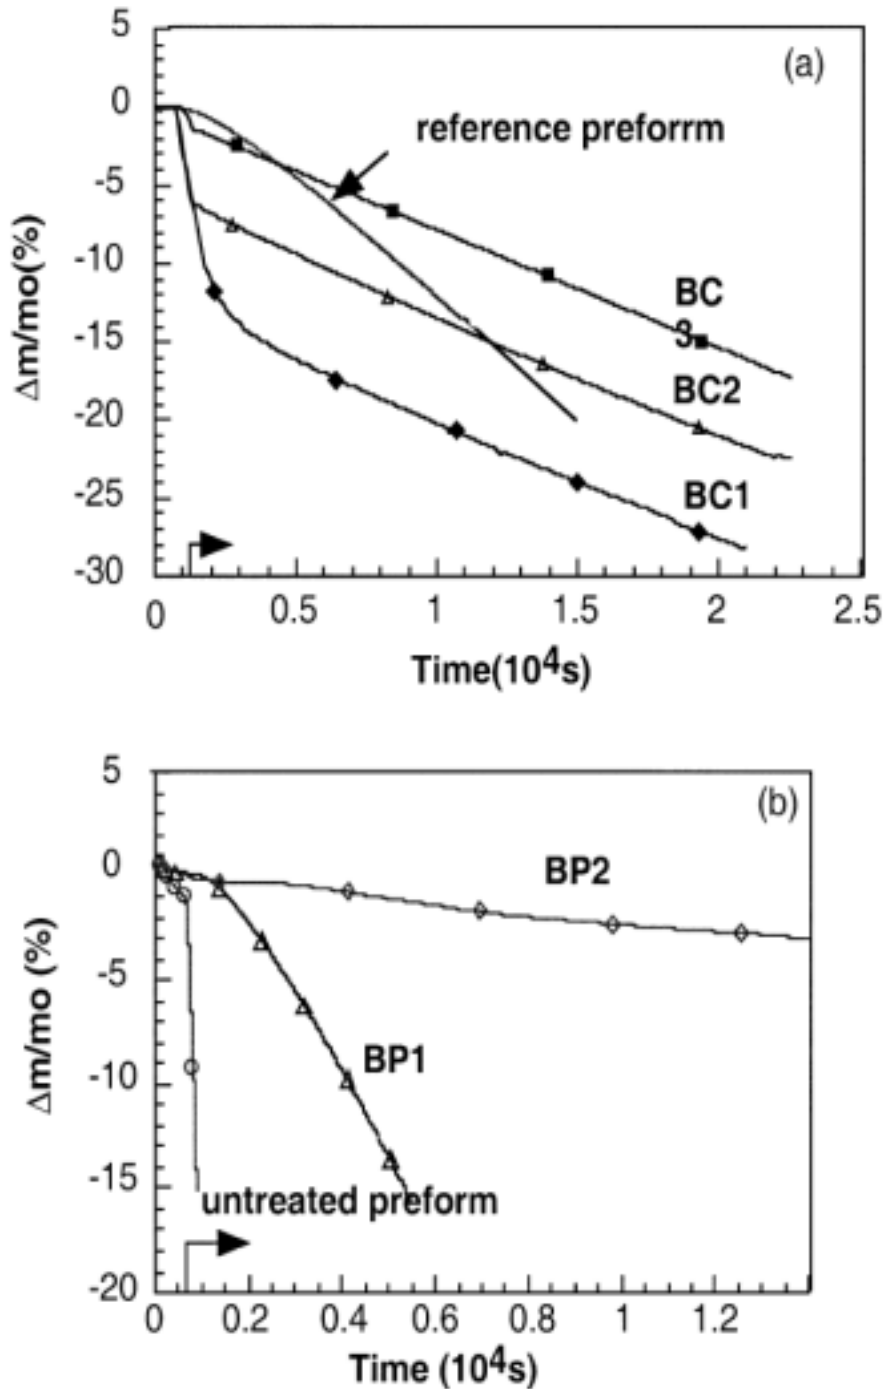 5
(a)
0
reference preforrm
-5
Δm/mo(%)
-10
BC
3
-15
BC2
-20
BC1
-25
-30
0 0.5 1 1.5 2 2.5
Time(10⁴s)
5
(b)
0
BP2
-5
Δm/mo (%)
BP1
-10
-15
untreated preform
-20
0 0.2 0.4 0.6 0.8 1 1.2
Time (10⁴s)